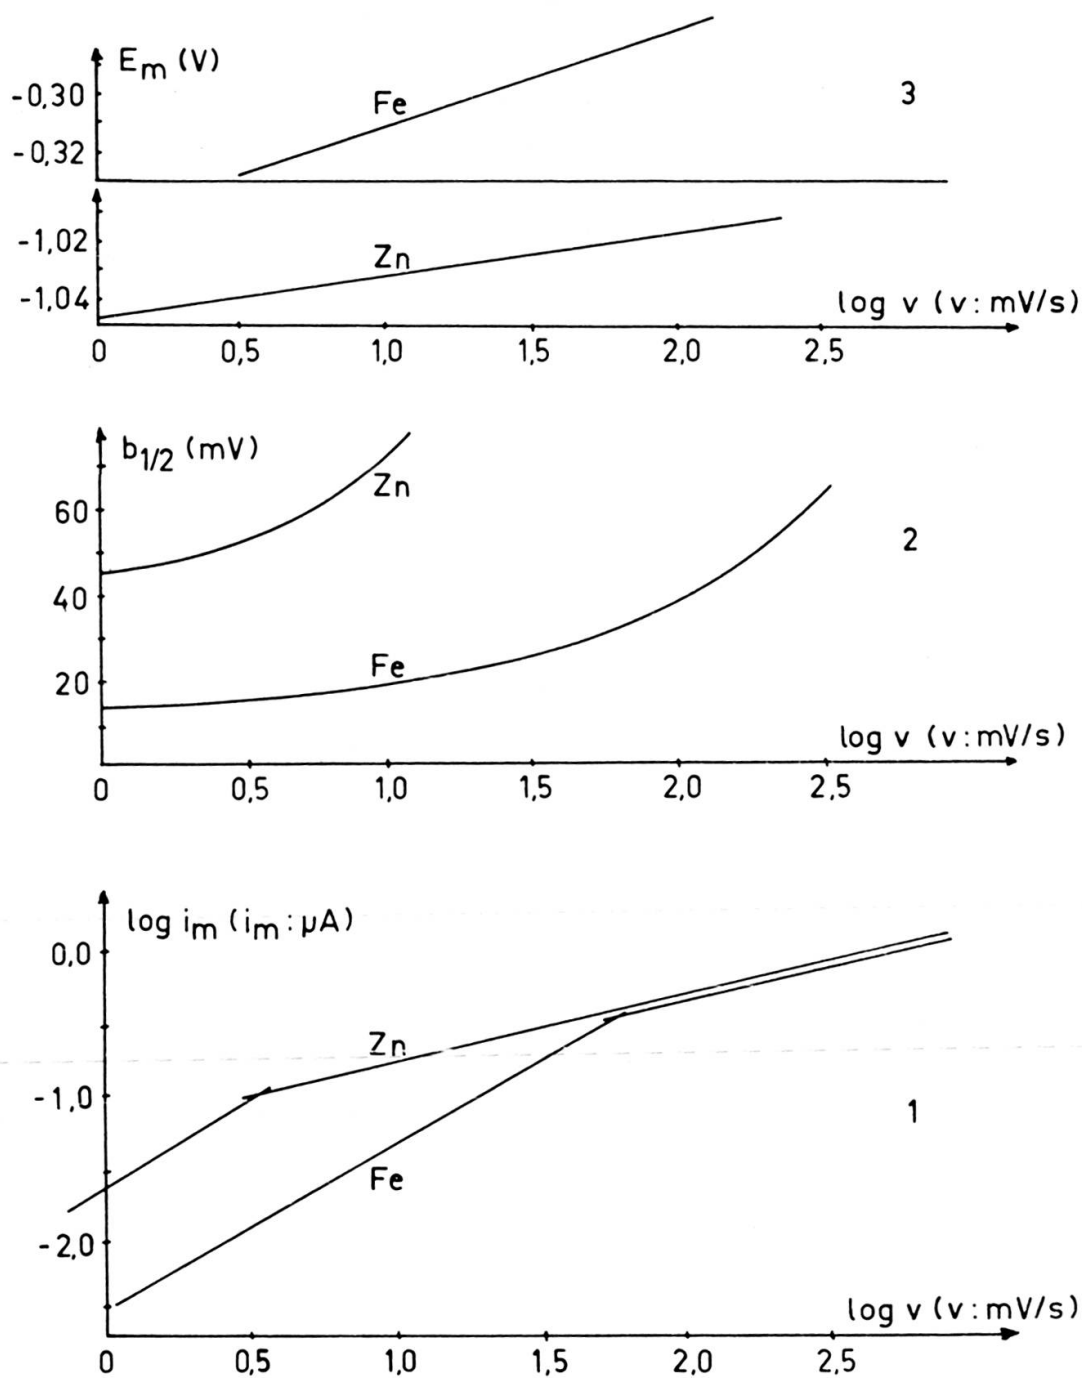 E_m (V)
-0,30
Fe
3
-0,32
-1,02
Zn
-1,04
log v (v: mV/s)
0 0,5 1,0 1,5 2,0 2,5
b_1/2 (mV)
Zn
60
2
40
Fe
20
log v (v: mV/s)
0 0,5 1,0 1,5 2,0 2,5
log i_m (i_m: µA)
0,0
Zn
-1,0
1
Fe
-2,0
log v (v: mV/s)
0 0,5 1,0 1,5 2,0 2,5